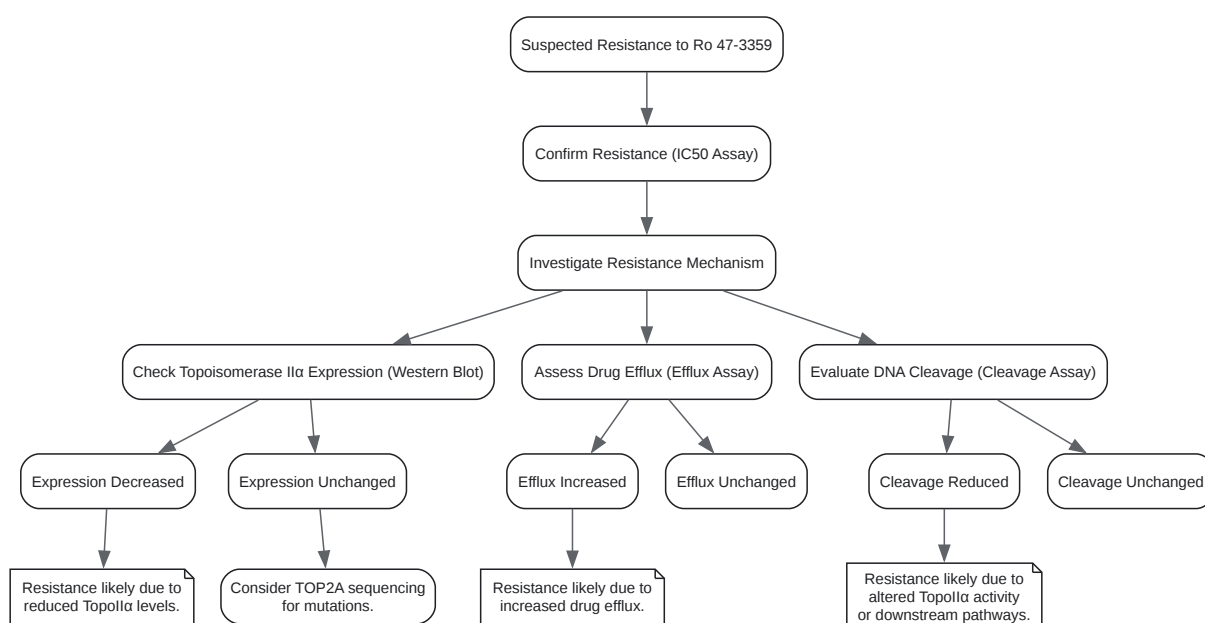 Suspected Resistance to Ro 47-3359
Confirm Resistance (IC50 Assay)
Investigate Resistance Mechanism
Check Topoisomerase IIα Expression (Western Blot)
Assess Drug Efflux (Efflux Assay)
Evaluate DNA Cleavage (Cleavage Assay)
Expression Decreased
Expression Unchanged
Efflux Increased
Efflux Unchanged
Cleavage Reduced
Cleavage Unchanged
Resistance likely due to
reduced TopoIIα levels.
Consider TOP2A sequencing
for mutations.
Resistance likely due to
increased drug efflux.
Resistance likely due to
altered TopoIIα activity
or downstream pathways.